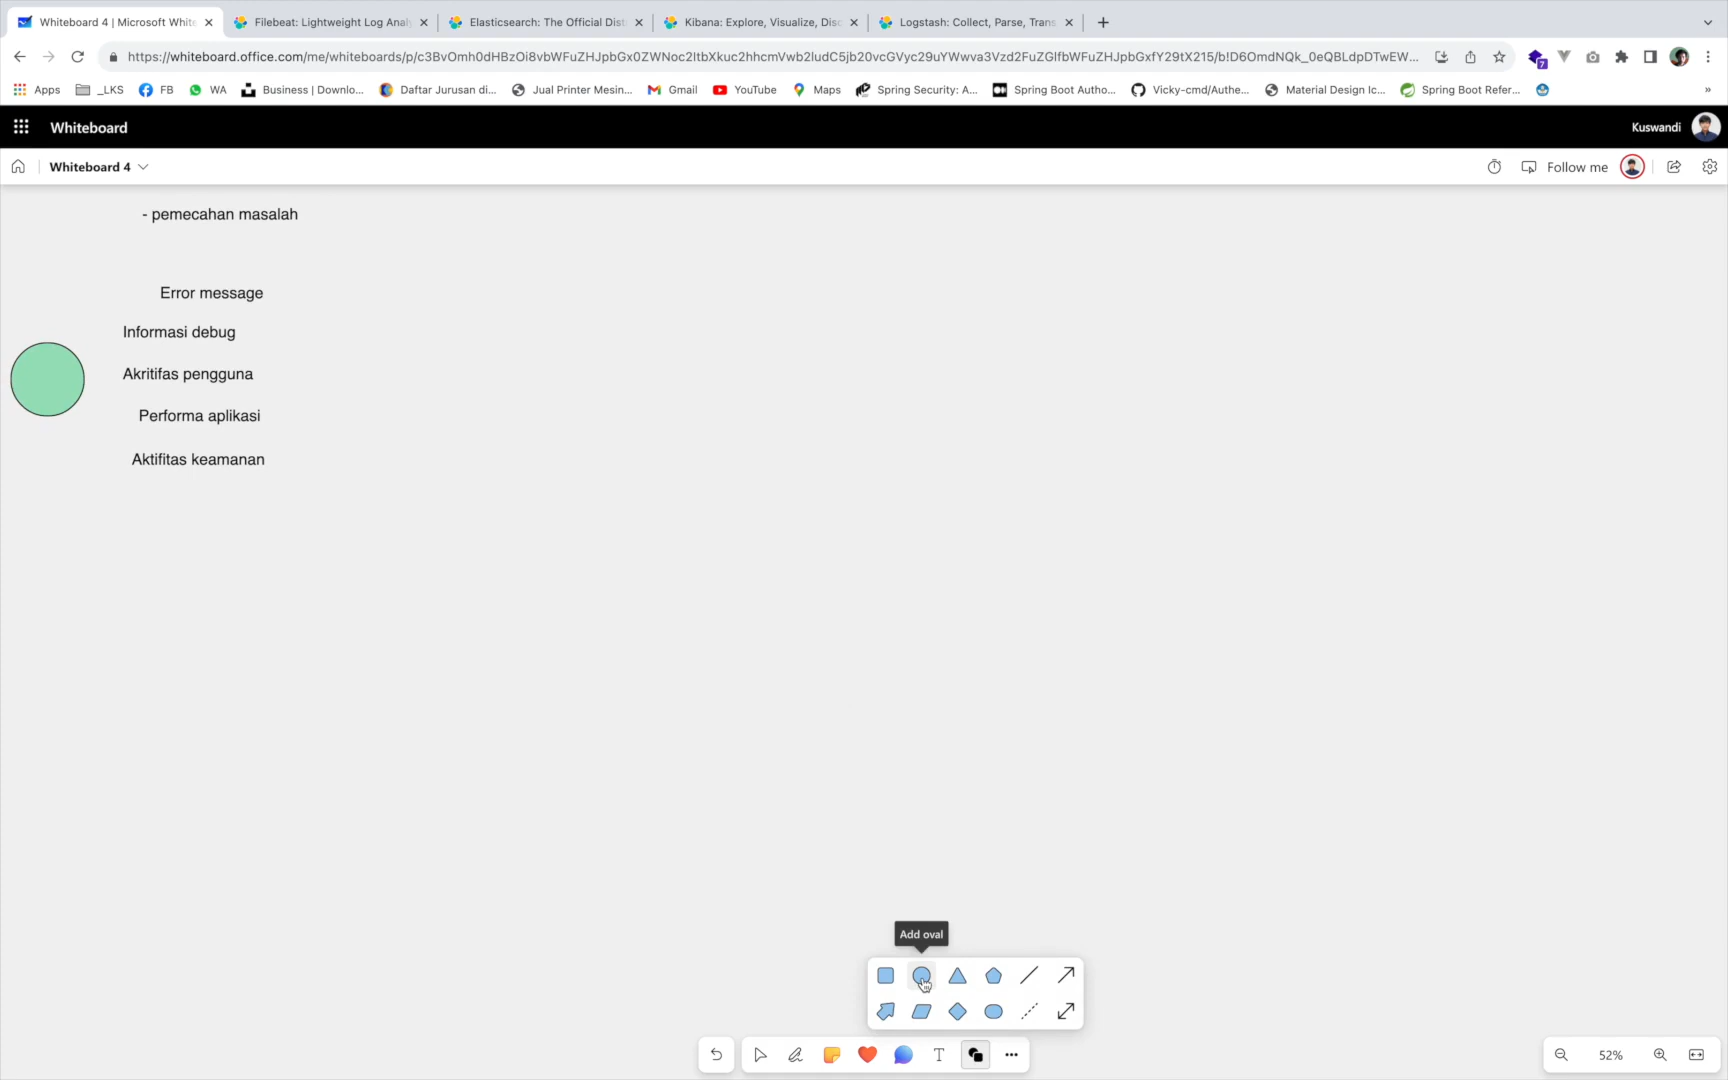 Whiteboard 4 | Microsoft White
Filebeat: Lightweight Log Analy
Elasticsearch: The Official Dist
Kibana: Explore, Visualize, Disc
Logstash: Collect, Parse, Trans
https://whiteboard.office.com/me/whiteboards/p/c3BvOmh0dHBzOi8vbWFuZHJpbGx0ZWNoc2ltbXkuc2hhcmVwb2ludC5jb20vcGVyc29uYWwva3Vzd2FuZGlfbWFuZHJpbGxfY29tX215/b!D6OmdNQk_0eQBLdpDTwEW...
7
Apps
_LKS
FB
WA
Business | Downlo...
Daftar Jurusan di...
Jual Printer Mesin...
Gmail
YouTube
Maps
Spring Security: A...
Spring Boot Autho...
Vicky-cmd/Authe...
Material Design Ic...
Spring Boot Refer...
»
Whiteboard
Kuswandi
Whiteboard 4
Follow me
- pemecahan masalah
Error message
Informasi debug
Akritifas pengguna
Performa aplikasi
Aktifitas keamanan
Add oval
T
52%